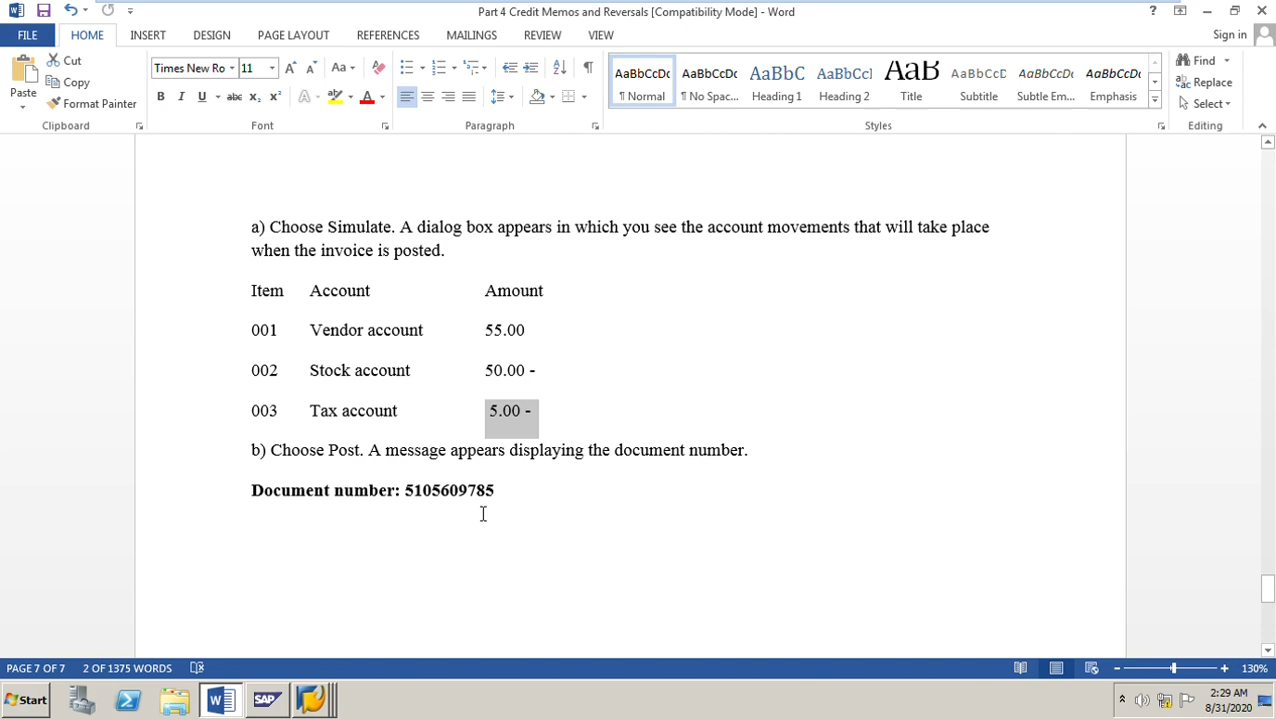 Part 4 Credit Memos and Reversals [Compatibility Mode] - Word
FILE HOME INSERT DESIGN PAGE LAYOUT REFERENCES MAILINGS REVIEW VIEW Sign in
Paste
Cut
Copy
Format Painter
Times New Ro 11
AaBbCcDc ¶ Normal
AaBbCcDc ¶ No Spac...
AaBbC Heading 1
AaBbCcI Heading 2
AaB Title
AaBbCcD Subtitle
AaBbCcDc Subtle Em...
AaBbCcDc Emphasis
Find
Replace
Select
Clipboard Font Paragraph Styles Editing
a) Choose Simulate. A dialog box appears in which you see the account movements that will take place
when the invoice is posted.
Item Account Amount
001 Vendor account 55.00
002 Stock account 50.00 -
003 Tax account 5.00 -
b) Choose Post. A message appears displaying the document number.
Document number: 5105609785
PAGE 7 OF 7 2 OF 1375 WORDS 130%
Start SAP 2:29 AM
8/31/2020